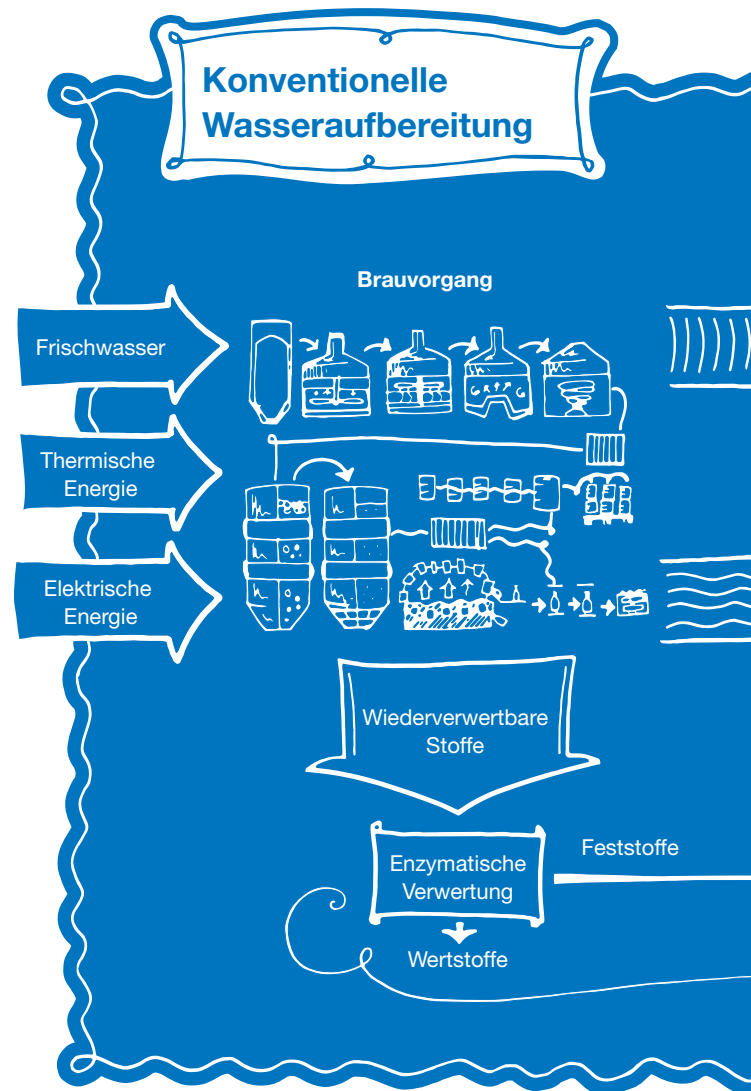 Konventionelle
Wasseraufbereitung
Brauvorgang
Frischwasser
Thermische
Energie
Elektrische
Energie
Wiederverwertbare
Stoffe
Enzymatische
Verwertung
Feststoffe
Wertstoffe